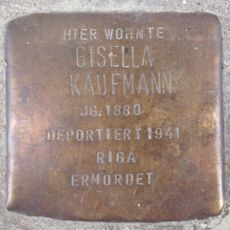 HIER WOHNTE
GISELLA
KAUFMANN
JG. 1880
DEPORTIERT 1941
RIGA
ERMORDET